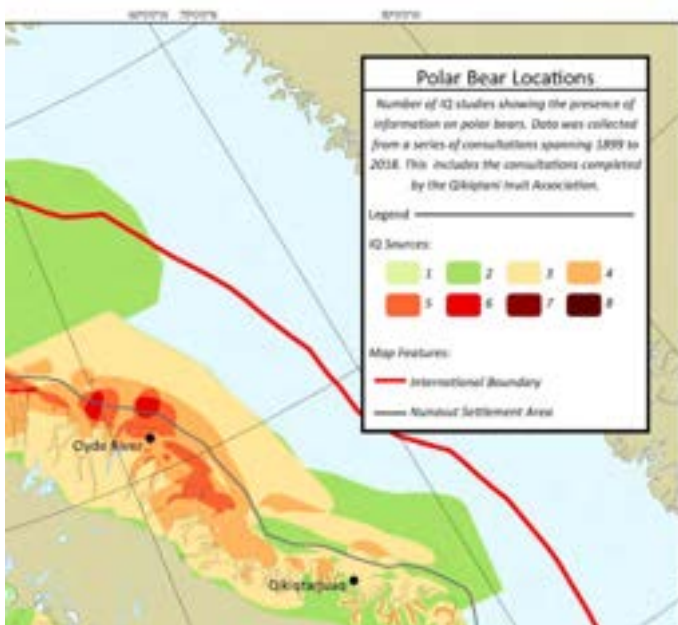 Polar Bear Locations
Number of IQ studies showing the presence of
information on polar bears. Data was collected
from a series of consultations spanning 1899 to
2018. This includes the consultations completed
by the Qikiqtani Inuit Association.
Legend
IQ Sources:
1 2 3 4
5 6 7 8
Map Features:
International Boundary
Nunavut Settlement Area
Clyde River
Qikiqtarjuaq